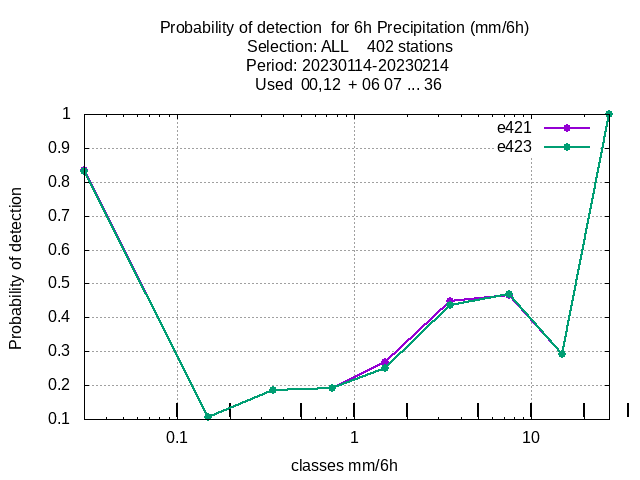 Probability of detection  for 6h Precipitation (mm/6h)
Selection: ALL    402 stations
Period: 20230114-20230214
Used  00,12  + 06 07 ... 36
e421
e423
1
0.9
0.8
0.7
0.6
0.5
0.4
0.3
0.2
0.1
Probability of detection
0.1
1
10
classes mm/6h